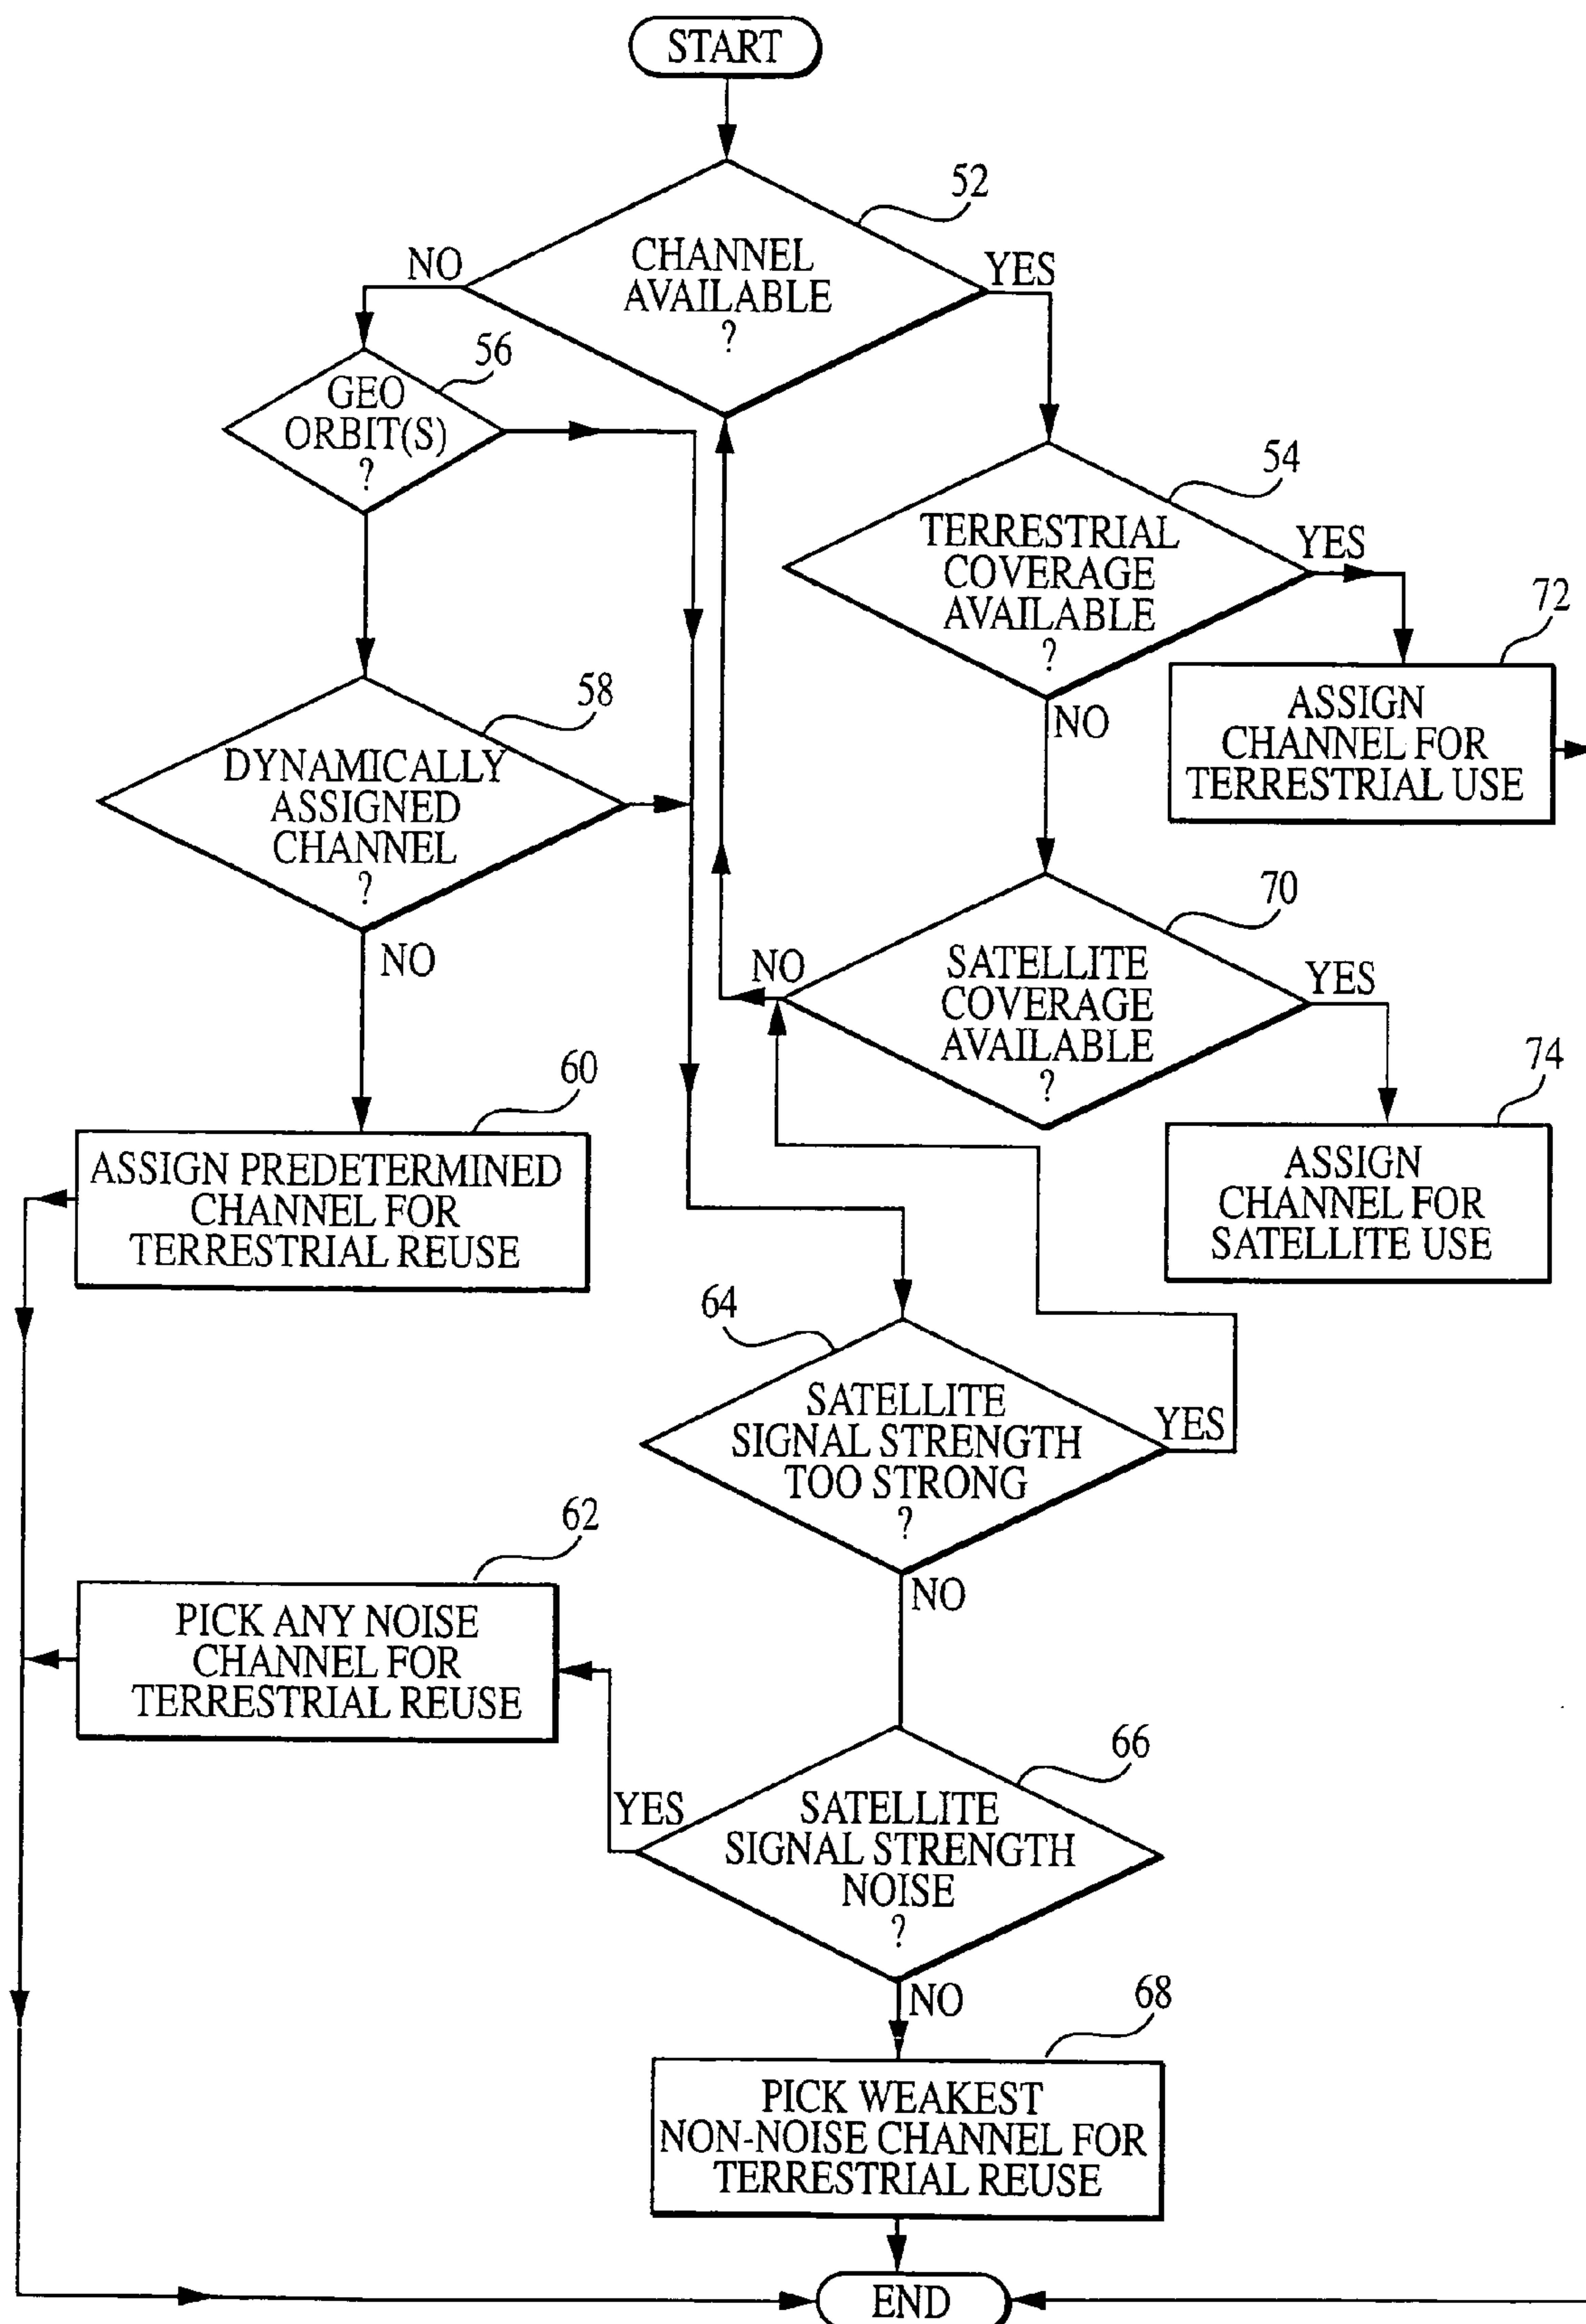 START
52
CHANNEL
AVAILABLE
?
NO
YES
56
GEO
ORBIT(S)
?
54
TERRESTRIAL
COVERAGE
AVAILABLE
?
YES
NO
72
ASSIGN
CHANNEL FOR
TERRESTRIAL USE
58
DYNAMICALLY
ASSIGNED
CHANNEL
?
NO
70
SATELLITE
COVERAGE
AVAILABLE
?
NO
YES
74
ASSIGN
CHANNEL FOR
SATELLITE USE
60
ASSIGN PREDETERMINED
CHANNEL FOR
TERRESTRIAL REUSE
64
SATELLITE
SIGNAL STRENGTH
TOO STRONG
?
YES
NO
62
PICK ANY NOISE
CHANNEL FOR
TERRESTRIAL REUSE
66
YES
SATELLITE
SIGNAL STRENGTH
NOISE
?
NO
68
PICK WEAKEST
NON-NOISE CHANNEL FOR
TERRESTRIAL REUSE
END